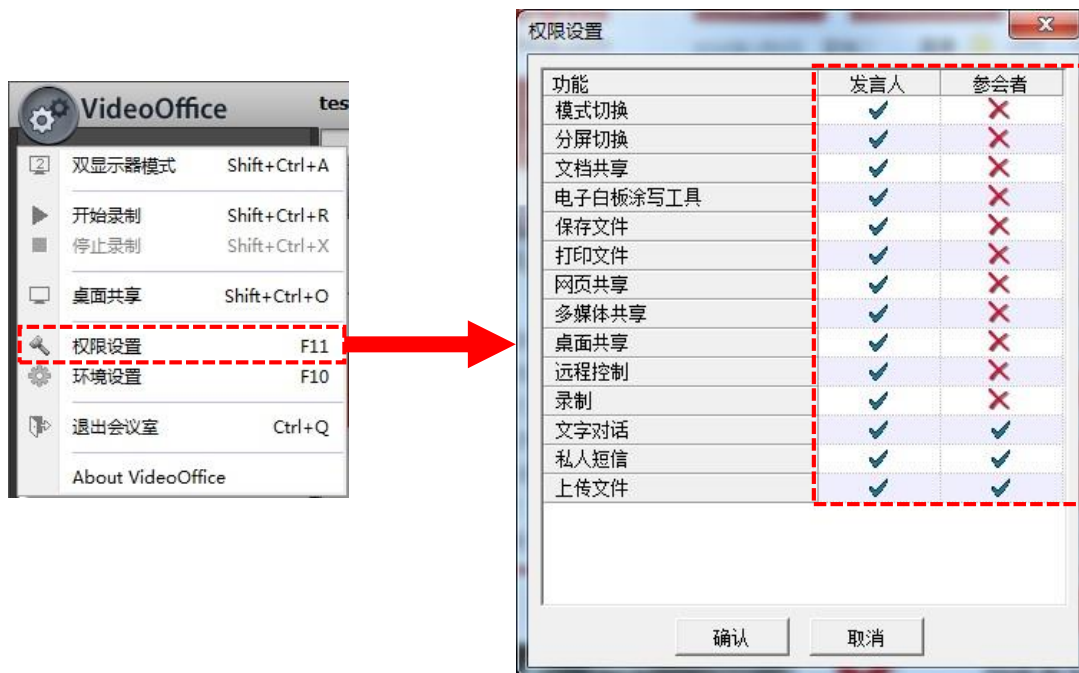 VideoOffice tes
2 双显示器模式 Shift+Ctrl+A
开始录制 Shift+Ctrl+R
停止录制 Shift+Ctrl+X
桌面共享 Shift+Ctrl+O
权限设置 F11
环境设置 F10
退出会议室 Ctrl+Q
About VideoOffice
权限设置
功能 发言人 参会者
模式切换
分屏切换
文档共享
电子白板涂写工具
保存文件
打印文件
网页共享
多媒体共享
桌面共享
远程控制
录制
文字对话
私人短信
上传文件
确认 取消